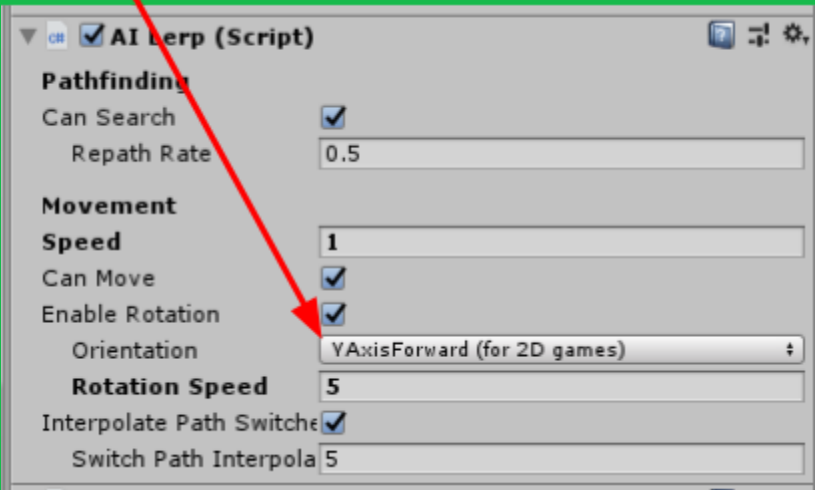 AI Lerp (Script)
Pathfinding
Can Search
Repath Rate 0.5
Movement
Speed 1
Can Move
Enable Rotation
Orientation YAxisForward (for 2D games)
Rotation Speed 5
Interpolate Path Switche
Switch Path Interpola 5